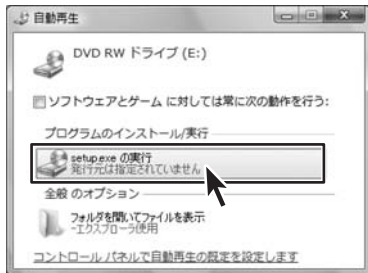 自動再生
DVD RW ドライブ (E:)
ソフトウェアとゲーム に対しては常に次の動作を行う:
プログラムのインストール/実行
setup.exe の実行
発行元は指定されていません
全般 のオプション
フォルダを開いてファイルを表示
-エクスプローラ使用
コントロール パネルで自動再生の既定を設定します